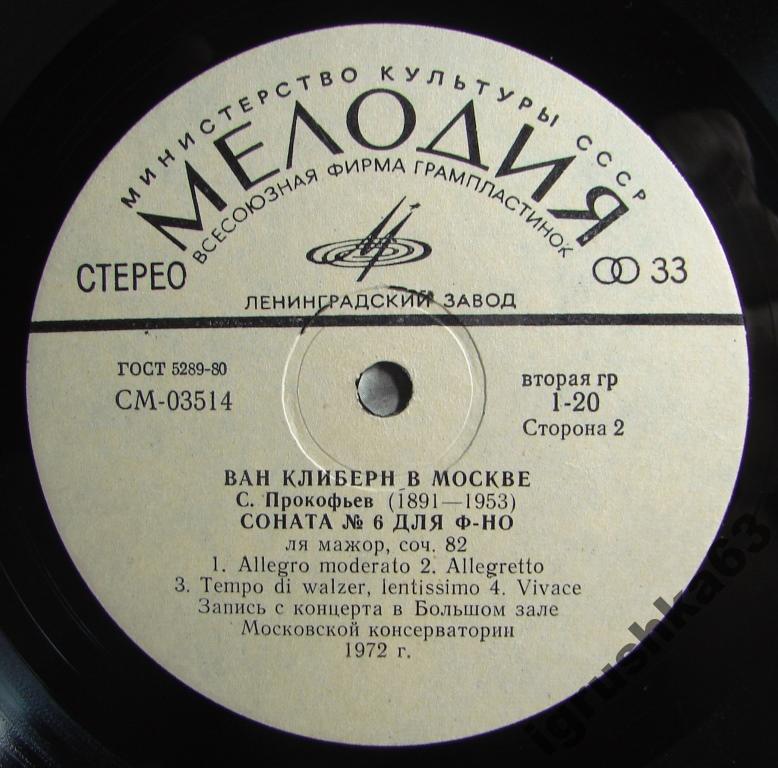 МИНИСТЕРСТВО КУЛЬТУРЫ СССР
МЕЛОДИЯ
ВСЕСОЮЗНАЯ ФИРМА ГРАМПЛАСТИНОК
СТЕРЕО
33
ЛЕНИНГРАДСКИЙ ЗАВОД
ГОСТ 5289-80
СМ-03514
вторая гр
1-20
Сторона 2
ВАН КЛИБЕРН В МОСКВЕ
С. Прокофьев (1891—1953)
СОНАТА № 6 ДЛЯ Ф-НО
ля мажор, соч. 82
1. Allegro moderato 2. Allegretto
3. Tempo di walzer, lentissimo 4. Vivace
Запись с концерта в Большом зале
Московской консерватории
1972 г.
igrushka63